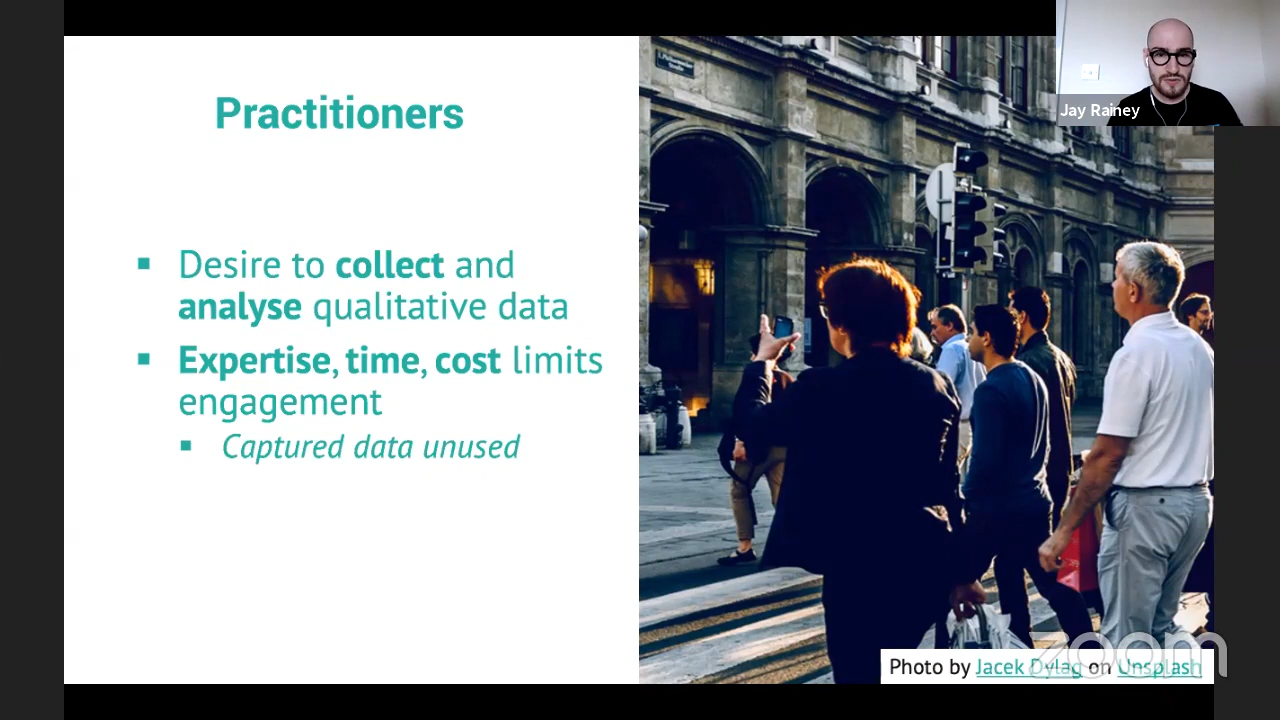 Practitioners
Desire to collect and
analyse qualitative data
Expertise, time, cost limits
engagement
Captured data unused
Jay Rainey
Photo by Jacek Dylag on Unsplash
zoom